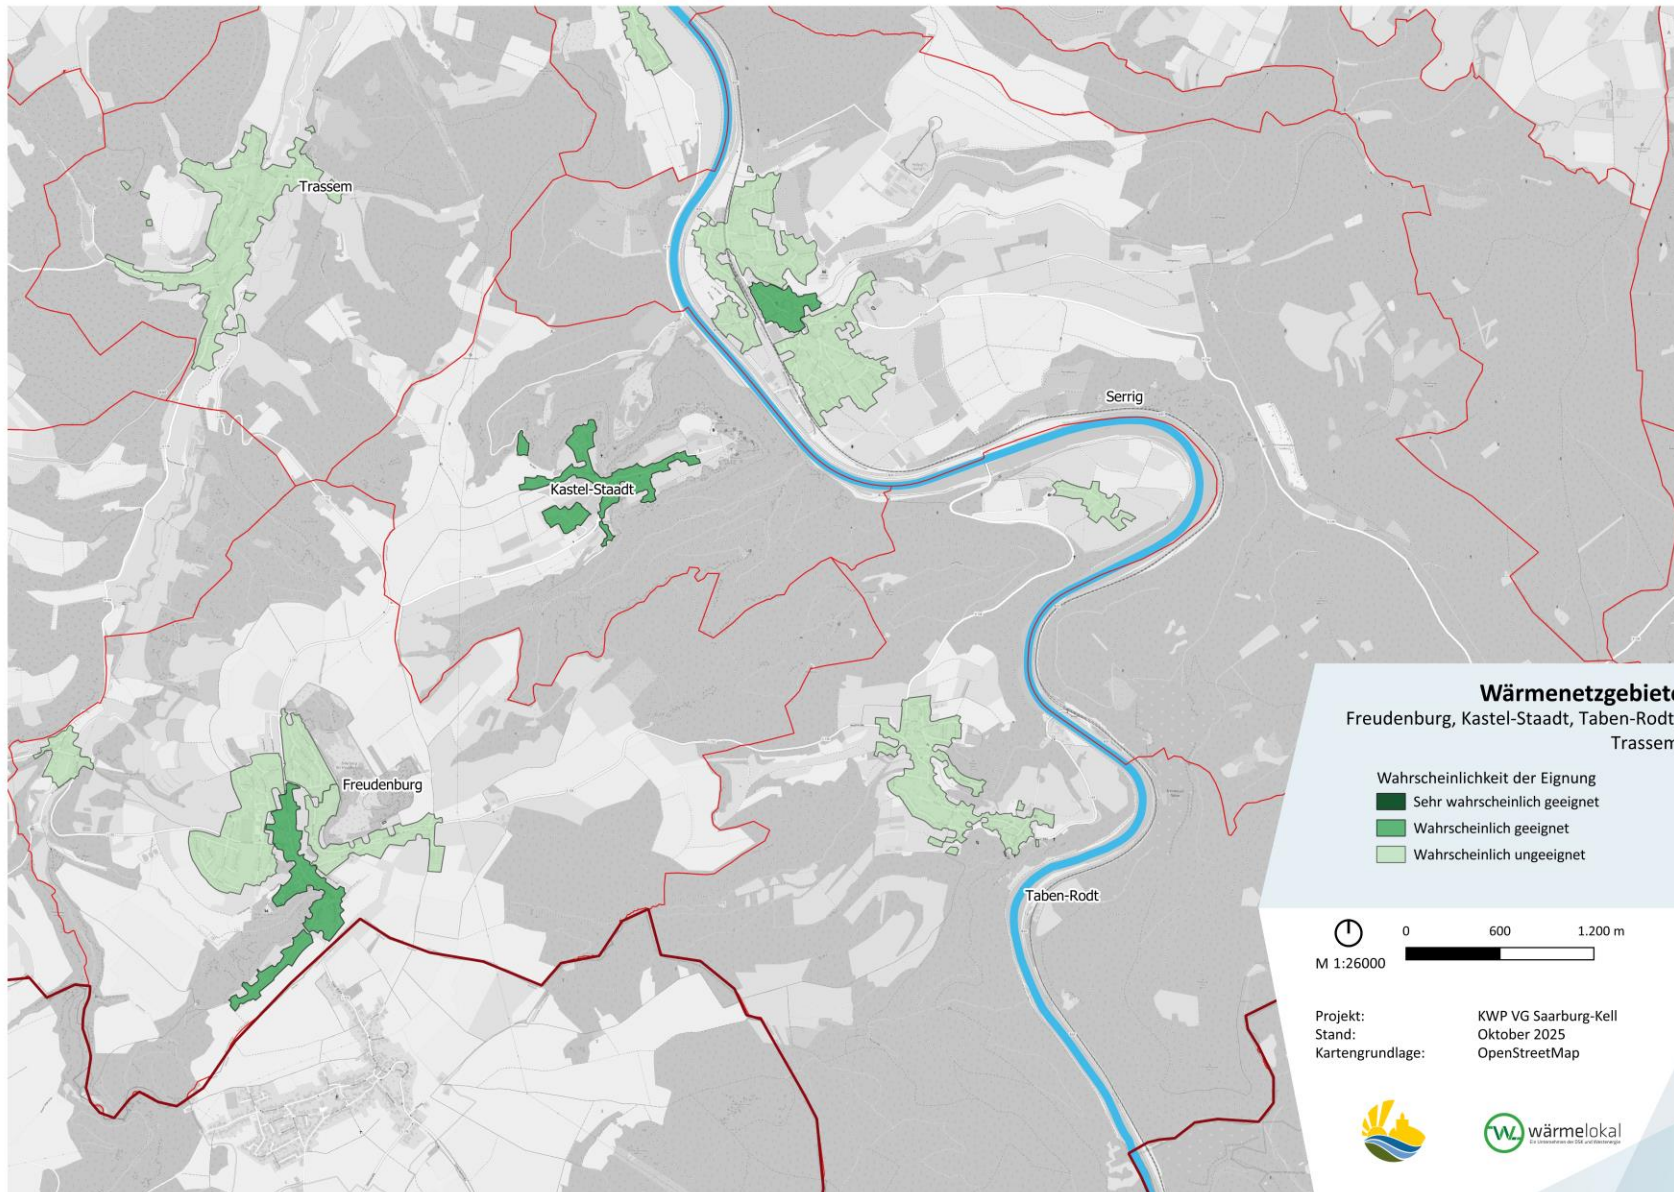 Trassem
Serrig
Kastel-Staadt
Freudenburg
Taben-Rodt
Wärmenetzgebiete
Freudenburg, Kastel-Staadt, Taben-Rodt
Trassem
Wahrscheinlichkeit der Eignung
Sehr wahrscheinlich geeignet
Wahrscheinlich geeignet
Wahrscheinlich ungeeignet
0 600 1.200 m
M 1:26000
Projekt: KWP VG Saarburg-Kell
Stand: Oktober 2025
Kartengrundlage: OpenStreetMap
wärmelokal